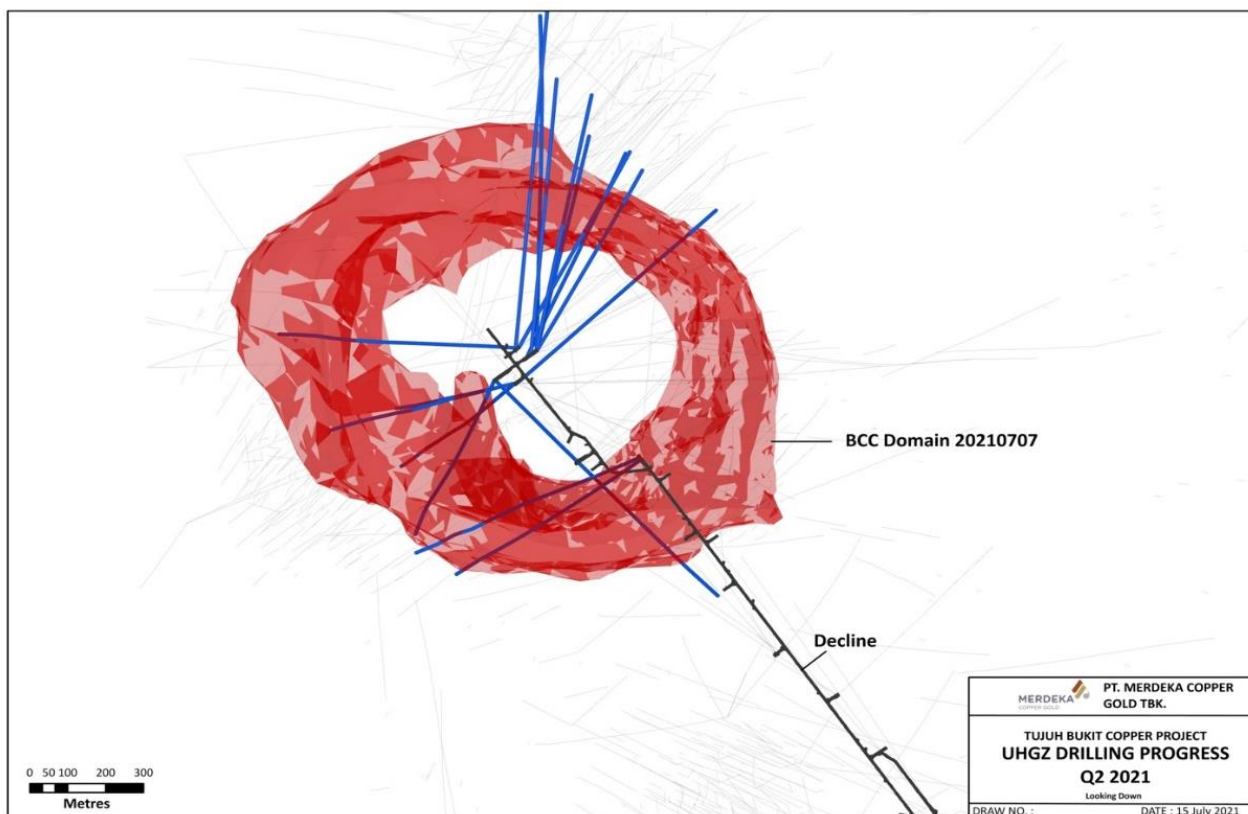 BCC Domain 20210707
Decline
0 50 100 200 300
Metres
MERDEKA
COPPER GOLD
PT. MERDEKA COPPER
GOLD TBK.
TUJUH BUKIT COPPER PROJECT
UHGZ DRILLING PROGRESS
Q2 2021
Looking Down
DRAW NO. :
DATE : 15 July 2021